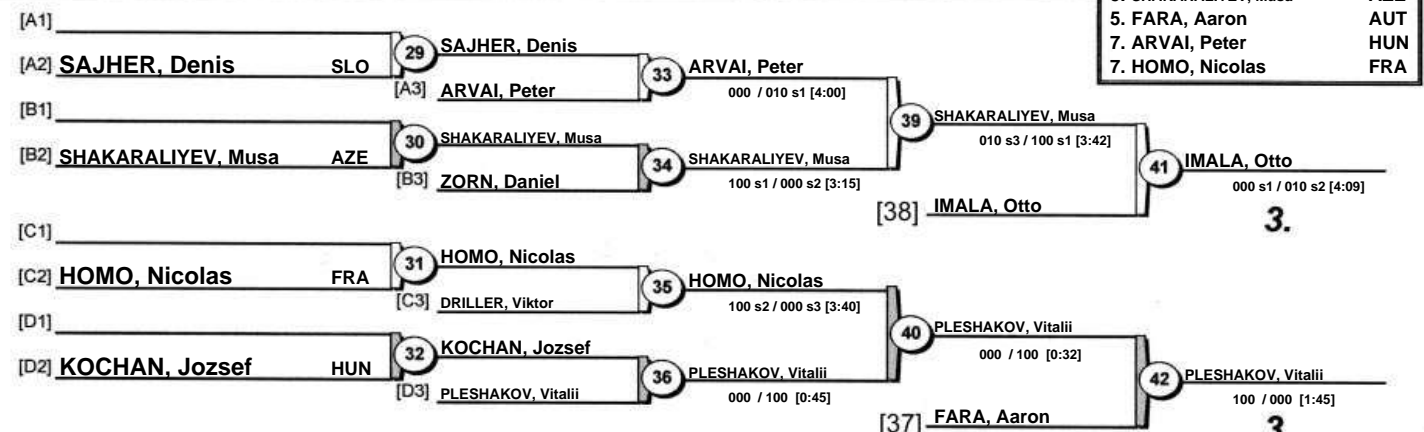 5. FARA, Aaron AUT
7. ARVAI, Peter HUN
7. HOMO, Nicolas FRA
[A1]
[A2] SAJHER, Denis SLO
29
SAJHER, Denis
[A3] ARVAI, Peter
33
ARVAI, Peter
000 / 010 s1 [4:00]
[B1]
[B2] SHAKARALIYEV, Musa AZE
30
SHAKARALIYEV, Musa
[B3] ZORN, Daniel
34
SHAKARALIYEV, Musa
100 s1 / 000 s2 [3:15]
39
SHAKARALIYEV, Musa
010 s3 / 100 s1 [3:42]
[38] IMALA, Otto
41
IMALA, Otto
000 s1 / 010 s2 [4:09]
3.
[C1]
[C2] HOMO, Nicolas FRA
31
HOMO, Nicolas
[C3] DRILLER, Viktor
35
HOMO, Nicolas
100 s2 / 000 s3 [3:40]
[D1]
[D2] KOCHAN, Jozsef HUN
32
KOCHAN, Jozsef
[D3] PLESHAKOV, Vitalii
36
PLESHAKOV, Vitalii
000 / 100 [0:45]
40
PLESHAKOV, Vitalii
000 / 100 [0:32]
[37] FARA, Aaron
42
PLESHAKOV, Vitalii
100 / 000 [1:45]
3.